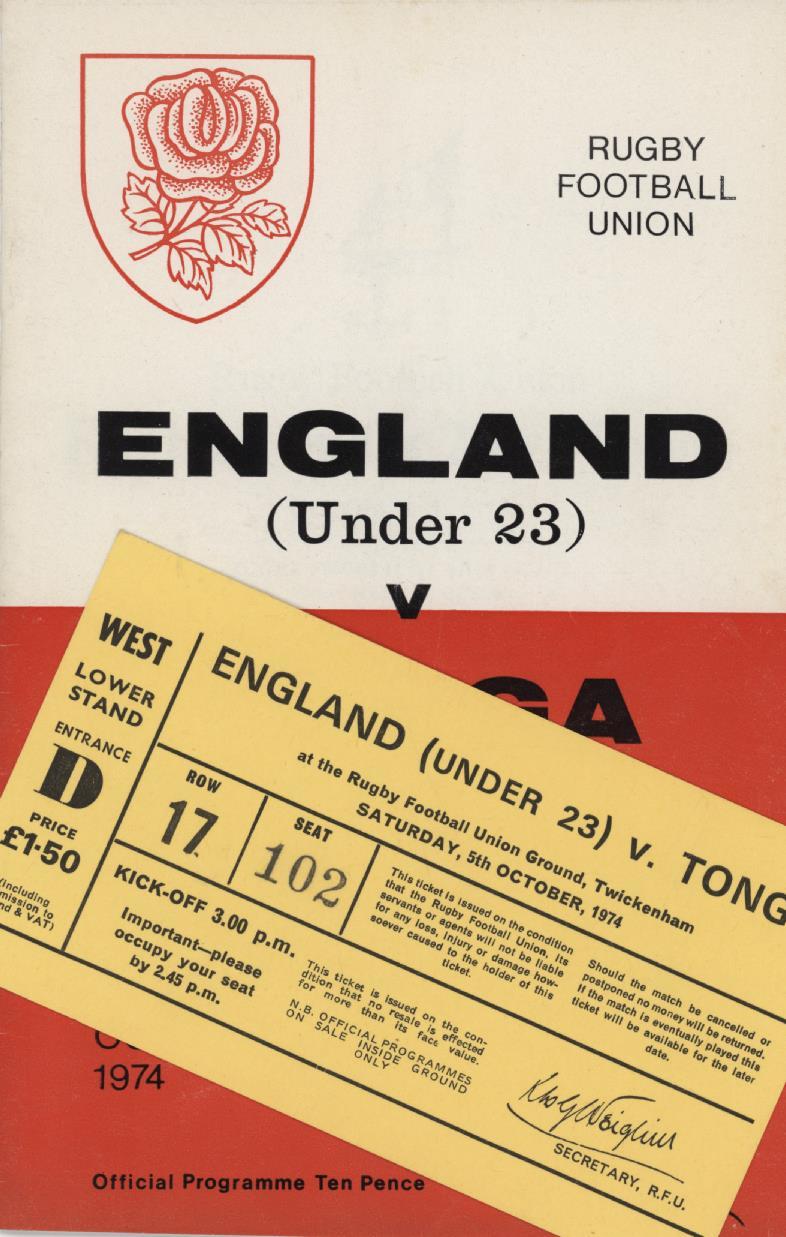 RUGBY
FOOTBALL
UNION
ENGLAND
(Under 23)
v
GA
WEST
LOWER
STAND
ENTRANCE
D
PRICE
£1·50
(including
nd & VAT)
ENGLAND (UNDER 23) v. TONG
at the Rugby Football Union Ground, Twickenham
SATURDAY, 5th OCTOBER, 1974
ROW
17
SEAT
102
This ticket is issued on the condition
that the Rugby Football Union, its
servants or agents will not be liable
for any loss, injury or damage how-
soever caused to the holder of this
ticket.
Should the match be cancelled or
postponed no money will be returned.
If the match is eventually played this
ticket will be available for the later
date.
KICK-OFF 3.00 p.m.
Important—please
occupy your seat
by 2.45 p.m.
This ticket is issued on the con-
dition that no resale is effected
for more than its face value.
N.B. OFFICIAL PROGRAMMES
ON SALE INSIDE GROUND
ONLY
SECRETARY, R.F.U.
1974
Official Programme Ten Pence